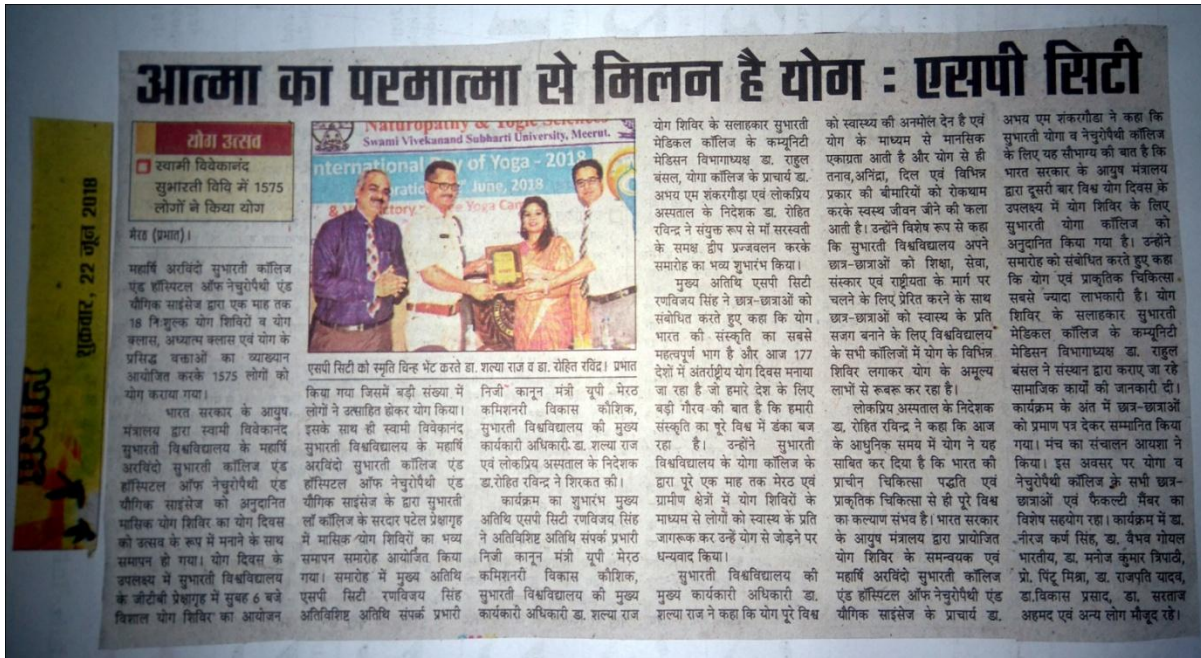 आत्मा का परमात्मा से मिलन है योग : एसपी सिटी
प्रभात
शुक्रवार, 22 जून 2018
योग उत्सव
स्वामी विवेकानंद
सुभारती विवि में 1575
लोगों ने किया योग
मेरठ (प्रभात)।
महर्षि अरविंदो सुभारती कॉलिज
एंड हॉस्पिटल ऑफ नेचुरोपैथी एंड
यौगिक साइंसेज द्वारा एक माह तक
18 निःशुल्क योग शिविरों व योग
क्लास, अध्यात्म क्लास एवं योग के
प्रसिद्ध वक्ताओं का व्याख्यान
आयोजित करके 1575 लोगों को
योग कराया गया।
भारत सरकार के आयुष
मंत्रालय द्वारा स्वामी विवेकानंद
सुभारती विश्वविद्यालय के महर्षि
अरविंदो सुभारती कॉलिज एंड
हॉस्पिटल ऑफ नेचुरोपैथी एंड
यौगिक साइंसेज को अनुदानित
मासिक योग शिविर का योग दिवस
को उत्सव के रूप में मनाने के साथ
समापन हो गया। योग दिवस के
उपलक्ष्य में सुभारती विश्वविद्यालय
के जीटीबी प्रेक्षागृह में सुबह 6 बजे
विशाल योग शिविर का आयोजन
Naturopathy & Yogic Sciences
Swami Vivekanand Subharti University, Meerut.
International Day of Yoga - 2018
June, 2018
Yoga Camp
एसपी सिटी को स्मृति चिन्ह भेंट करते डा. शल्या राज व डा. रोहित रविंद्र। प्रभात
किया गया जिसमें बड़ी संख्या में
लोगों ने उत्साहित होकर योग किया।
इसके साथ ही स्वामी विवेकानंद
सुभारती विश्वविद्यालय के महर्षि
अरविंदो सुभारती कॉलिज एंड
हॉस्पिटल ऑफ नेचुरोपैथी एंड
यौगिक साइंसेज के द्वारा सुभारती
लॉ कॉलिज के सरदार पटेल प्रेक्षागृह
में मासिक योग शिविरों का भव्य
समापन समारोह आयोजित किया
गया। समारोह में मुख्य अतिथि
एसपी सिटी रणविजय सिंह
अतिविशिष्ट अतिथि संपर्क प्रभारी
निजी कानून मंत्री यूपी मेरठ
कमिशनरी विकास कौशिक,
सुभारती विश्वविद्यालय की मुख्य
कार्यकारी अधिकारी डा. शल्या राज
एवं लोकप्रिय अस्पताल के निदेशक
डा.रोहित रविन्द्र ने शिरकत की।
कार्यक्रम का शुभारंभ मुख्य
अतिथि एसपी सिटी रणविजय सिंह
ने अतिविशिष्ट अतिथि संपर्क प्रभारी
निजी कानून मंत्री यूपी मेरठ
कमिशनरी विकास कौशिक,
सुभारती विश्वविद्यालय की मुख्य
कार्यकारी अधिकारी डा. शल्या राज
योग शिविर के सलाहकार सुभारती
मेडिकल कॉलिज के कम्यूनिटी
मेडिसन विभागाध्यक्ष डा. राहुल
बंसल, योगा कॉलिज के प्राचार्य डा.
अभय एम शंकरगौडा एवं लोकप्रिय
अस्पताल के निदेशक डा. रोहित
रविन्द्र ने संयुक्त रूप से माँ सरस्वती
के समक्ष द्वीप प्रज्जवलन करके
समारोह का भव्य शुभारंभ किया।
मुख्य अतिथि एसपी सिटी
रणविजय सिंह ने छात्र-छात्राओं को
संबोधित करते हुए कहा कि योग
भारत की संस्कृति का सबसे
महत्वपूर्ण भाग है और आज 177
देशों में अंतर्राष्ट्रीय योग दिवस मनाया
जा रहा है जो हमारे देश के लिए
बड़ी गौरव की बात है कि हमारी
संस्कृति का पूरे विश्व में डंका बज
रहा है। उन्होंने सुभारती
विश्वविद्यालय के योगा कॉलिज के
द्वारा पूरे एक माह तक मेरठ एवं
ग्रामीण क्षेत्रों में योग शिविरों के
माध्यम से लोगों को स्वास्थ के प्रति
जागरूक कर उन्हें योग से जोड़ने पर
धन्यवाद किया।
सुभारती विश्वविद्यालय की
मुख्य कार्यकारी अधिकारी डा.
शल्या राज ने कहा कि योग पूरे विश्व
को स्वास्थ्य की अनमोल देन है एवं
योग के माध्यम से मानसिक
एकाग्रता आती है और योग से ही
तनाव,अनिंद्रा, दिल एवं विभिन्न
प्रकार की बीमारियों को रोकथाम
करके स्वस्थ जीवन जीने की कला
आती है। उन्होंने विशेष रूप से कहा
कि सुभारती विश्वविद्यालय अपने
छात्र-छात्राओं को शिक्षा, सेवा,
संस्कार एवं राष्ट्रीयता के मार्ग पर
चलने के लिए प्रेरित करने के साथ
छात्र-छात्राओं को स्वास्थ के प्रति
सजग बनाने के लिए विश्वविद्यालय
के सभी कॉलिजों में योग के विभिन्न
शिविर लगाकर योग के अमूल्य
लाभों से रूबरू कर रहा है।
लोकप्रिय अस्पताल के निदेशक
डा. रोहित रविन्द्र ने कहा कि आज
के आधुनिक समय में योग ने यह
साबित कर दिया है कि भारत की
प्राचीन चिकित्सा पद्वति एवं
प्राकृतिक चिकित्सा से ही पूरे विश्व
का कल्याण संभव है। भारत सरकार
के आयुष मंत्रालय द्वारा प्रायोजित
योग शिविर के समन्वयक एवं
महार्षि अरविंदो सुभारती कॉलिज
एंड हॉस्पिटल ऑफ नेचुरोपैथी एंड
यौगिक साइंसेज के प्राचार्य डा.
अभय एम शंकरगौडा ने कहा कि
सुभारती योगा व नेचुरोपैथी कॉलिज
के लिए यह सौभाग्य की बात है कि
भारत सरकार के आयुष मंत्रालय
द्वारा दूसरी बार विश्व योग दिवस के
उपलक्ष्य में योग शिविर के लिए
सुभारती योगा कॉलिज को
अनुदानित किया गया है। उन्होंने
समारोह को संबोधित करते हुए कहा
कि योग एवं प्राकृतिक चिकित्सा
सबसे ज्यादा लाभकारी है। योग
शिविर के सलाहकार सुभारती
मेडिकल कॉलिज के कम्यूनिटी
मेडिसन विभागाध्यक्ष डा. राहुल
बंसल ने संस्थान द्वारा कराए जा रहे
सामाजिक कार्यो की जानकारी दी।
कार्यक्रम के अंत में छात्र-छात्राओं
को प्रमाण पत्र देकर सम्मानित किया
गया। मंच का संचालन आयशा ने
किया। इस अवसर पर योगा व
नेचुरोपैथी कॉलिज के सभी छात्र-
छात्राओं एवं फैकल्टी मैंबर का
विशेष सहयोग रहा। कार्यक्रम में डा.
नीरज कर्ण सिंह, डा. वैभव गोयल
भारतीय, डा. मनोज कुमार त्रिपाठी,
प्रो. पिंटू मिश्रा, डा. राजपति यादव,
डा.विकास प्रसाद, डा. सरताज
अहमद एवं अन्य लोग मौजूद रहे।